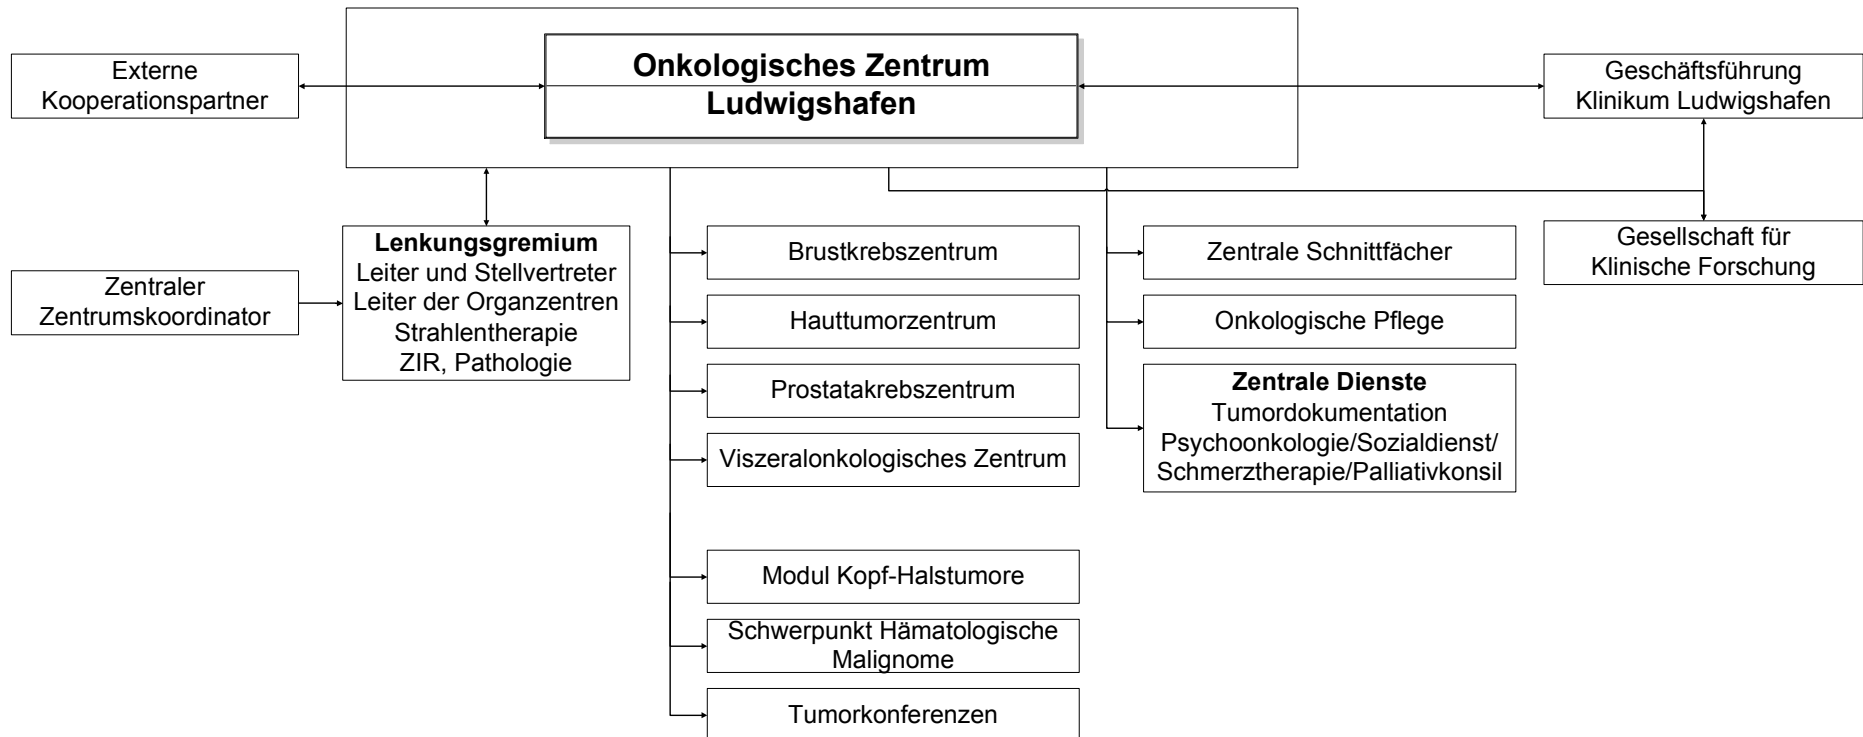 Onkologisches Zentrum
Ludwigshafen
Externe
Kooperationspartner
Geschäftsführung
Klinikum Ludwigshafen
Zentraler
Zentrumskoordinator
Lenkungsgremium
Leiter und Stellvertreter
Leiter der Organzentren
Strahlentherapie
ZIR, Pathologie
Brustkrebszentrum
Hauttumorzentrum
Prostatakrebszentrum
Viszeralonkologisches Zentrum
Modul Kopf-Halstumore
Schwerpunkt Hämatologische
Malignome
Tumorkonferenzen
Zentrale Schnittfächer
Onkologische Pflege
Zentrale Dienste
Tumordokumentation
Psychoonkologie/Sozialdienst/
Schmerztherapie/Palliativkonsil
Gesellschaft für
Klinische Forschung